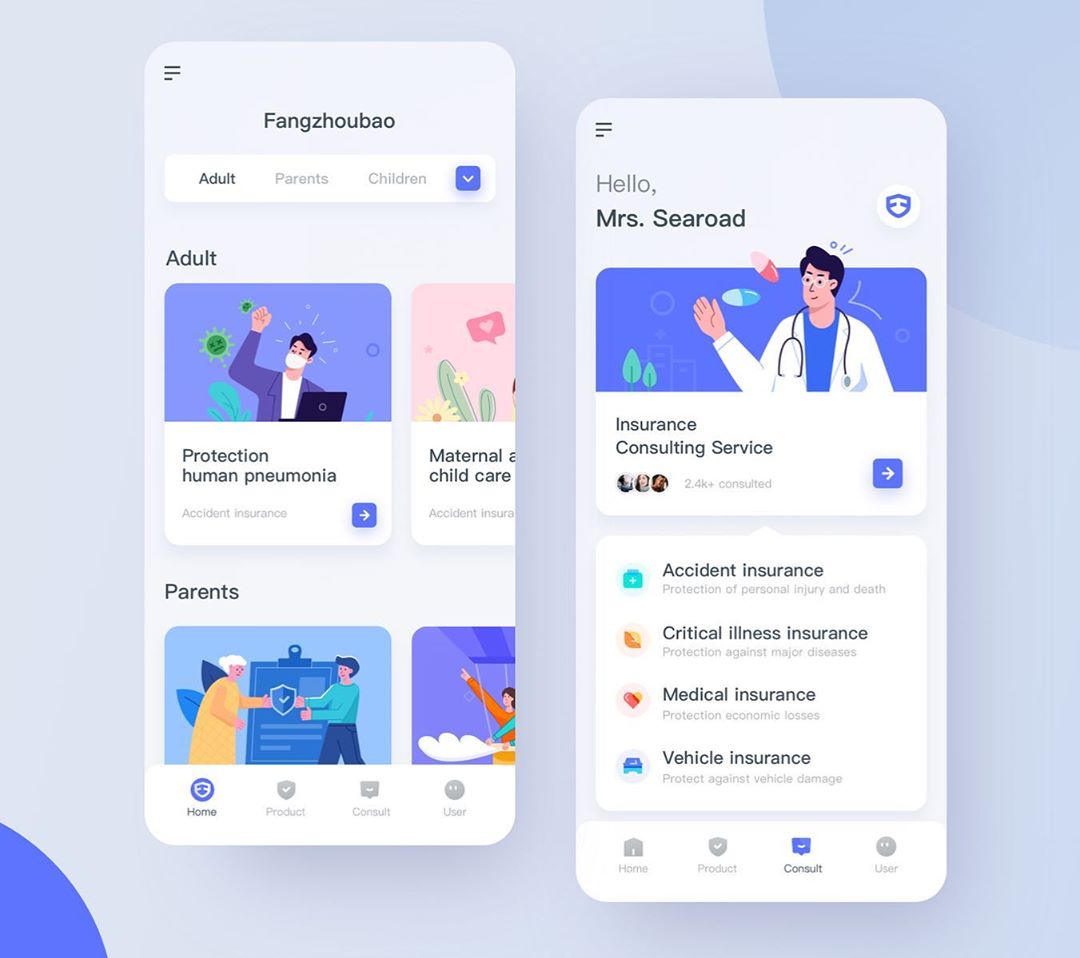 Fangzhoubao
Adult
Parents
Children
Adult
Protection
human pneumonia
Accident insurance
Maternal a
child care
Accident insura
Parents
Home
Product
Consult
User
Hello,
Mrs. Searoad
Insurance
Consulting Service
2.4k+ consulted
Accident insurance
Protection of personal injury and death
Critical illness insurance
Protection against major diseases
Medical insurance
Protection economic losses
Vehicle insurance
Protect against vehicle damage
Home
Product
Consult
User